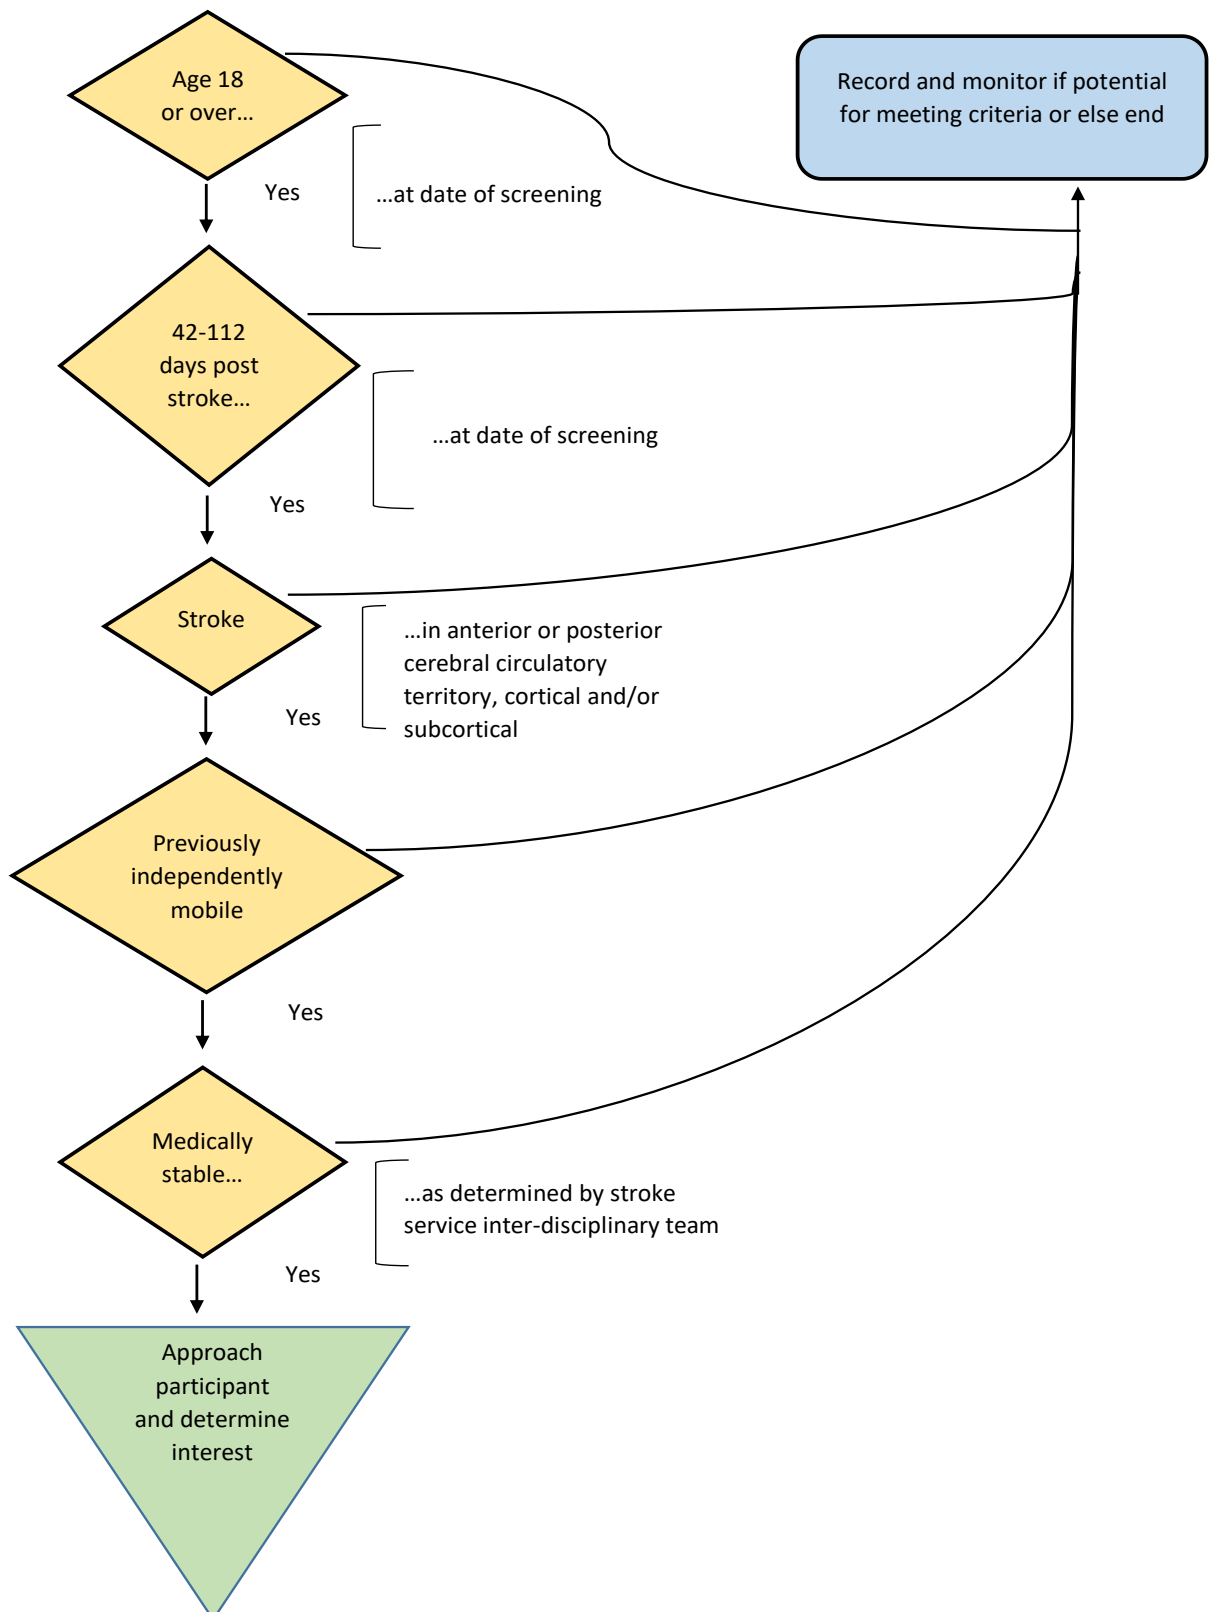 Age 18
or over…
Record and monitor if potential
for meeting criteria or else end
Yes
…at date of screening
42-112
days post
stroke…
…at date of screening
Yes
Stroke
…in anterior or posterior
cerebral circulatory
territory, cortical and/or
subcortical
Yes
Previously
independently
mobile
Yes
Medically
stable…
…as determined by stroke
service inter-disciplinary team
Yes
Approach
participant
and determine
interest